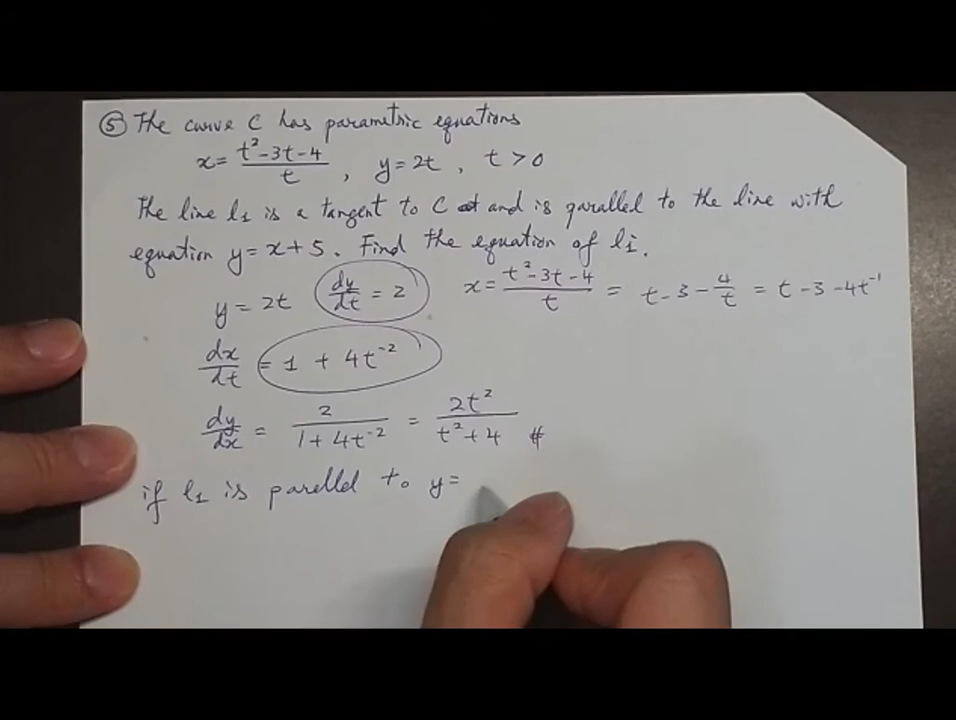 ⑤ The curve C has parametric equations
x = (t² - 3t - 4)/t , y = 2t , t > 0
The line l₁ is a tangent to C and is parallel to the line with
equation y = x + 5 . Find the equation of l₁.
y = 2t dy/dt = 2 x = (t² - 3t - 4)/t = t - 3 - 4/t = t - 3 - 4t⁻¹
dx/dt = 1 + 4t⁻²
dy/dx = 2/(1 + 4t⁻²) = 2t²/(t² + 4) #
if l₁ is parelld to y =